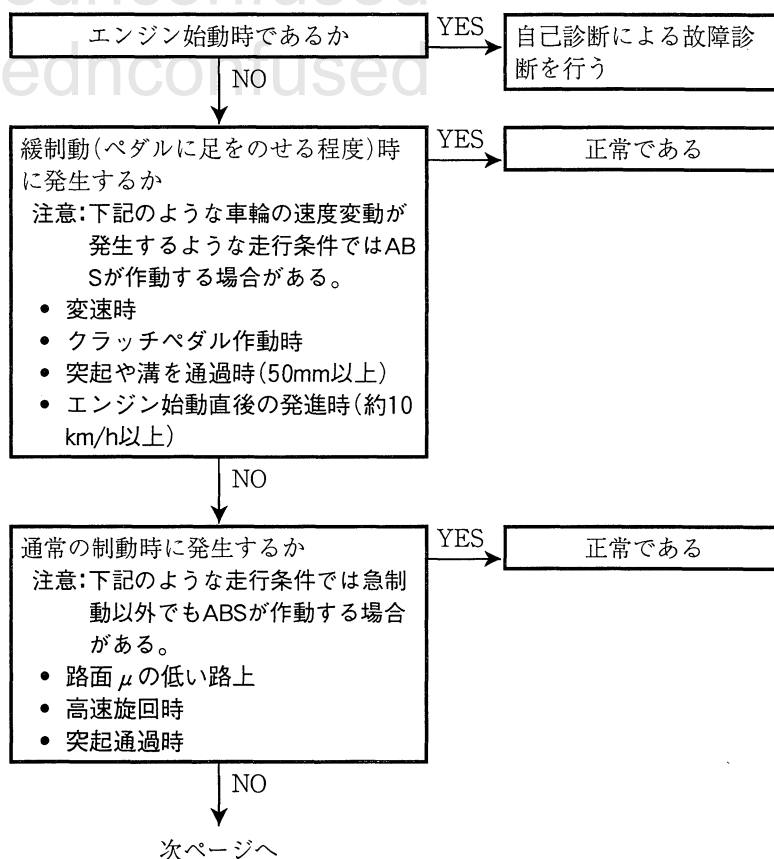 ednconfused
エンジン始動時であるか
YES
自己診断による故障診
断を行う
NO
緩制動(ペダルに足をのせる程度)時
に発生するか
注意:下記のような車輪の速度変動が
発生するような走行条件ではAB
Sが作動する場合がある。
• 変速時
• クラッチペダル作動時
• 突起や溝を通過時(50mm以上)
• エンジン始動直後の発進時(約10
km/h以上)
YES
正常である
NO
通常の制動時に発生するか
注意:下記のような走行条件では急制
動以外でもABSが作動する場合
がある。
• 路面μの低い路上
• 高速旋回時
• 突起通過時
YES
正常である
NO
次ページへ